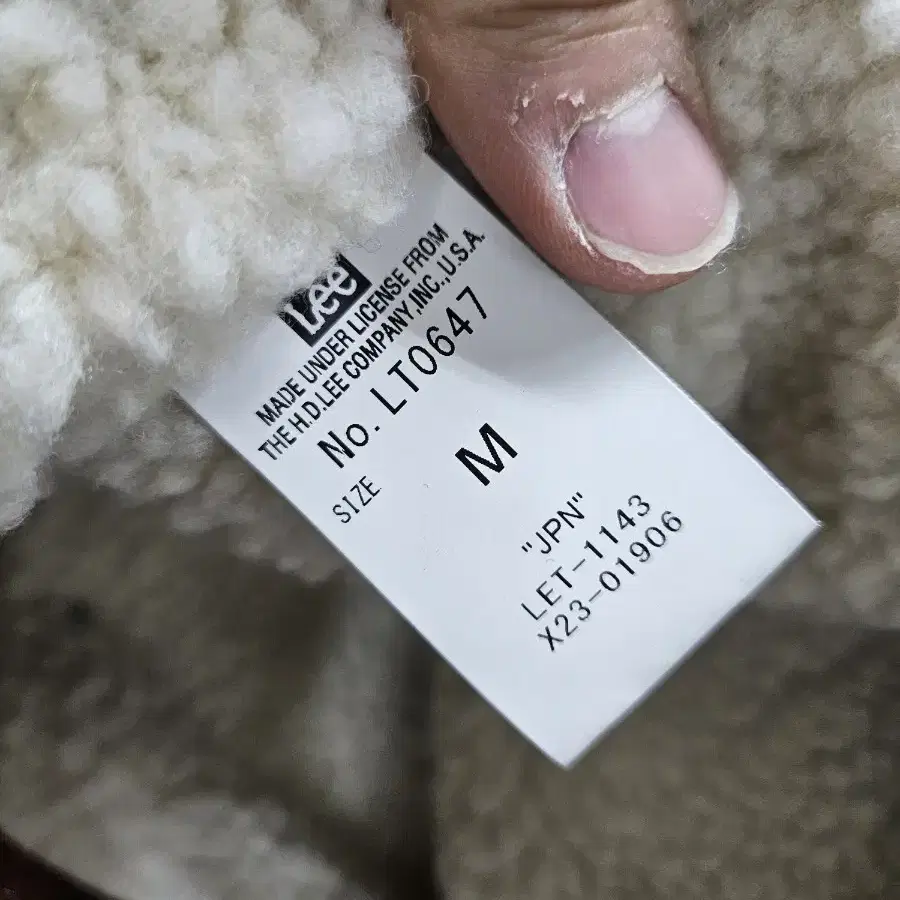 Lee
MADE UNDER LICENSE FROM
THE H.D.LEE COMPANY,INC.,U.S.A.
No. LT0647
SIZE M
"JPN"
LET-1143
X23-01906